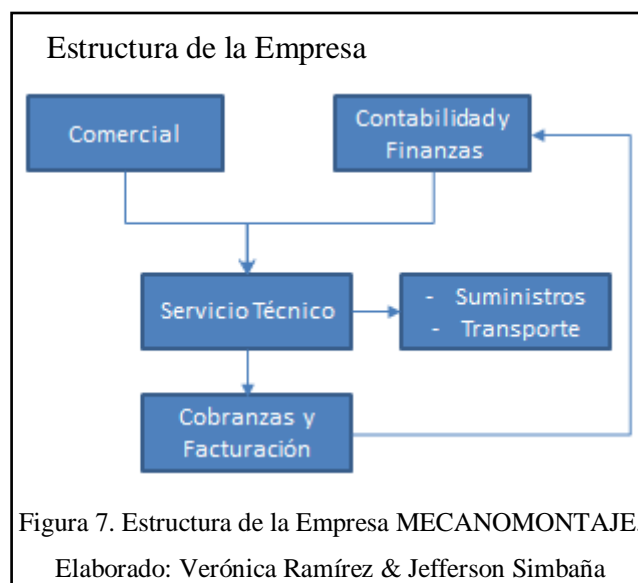 Estructura de la Empresa
Comercial
Contabilidad y
Finanzas
Servicio Técnico
- Suministros
- Transporte
Cobranzas y
Facturación
Figura 7. Estructura de la Empresa MECANOMONTAJE.
Elaborado: Verónica Ramírez & Jefferson Simbaña